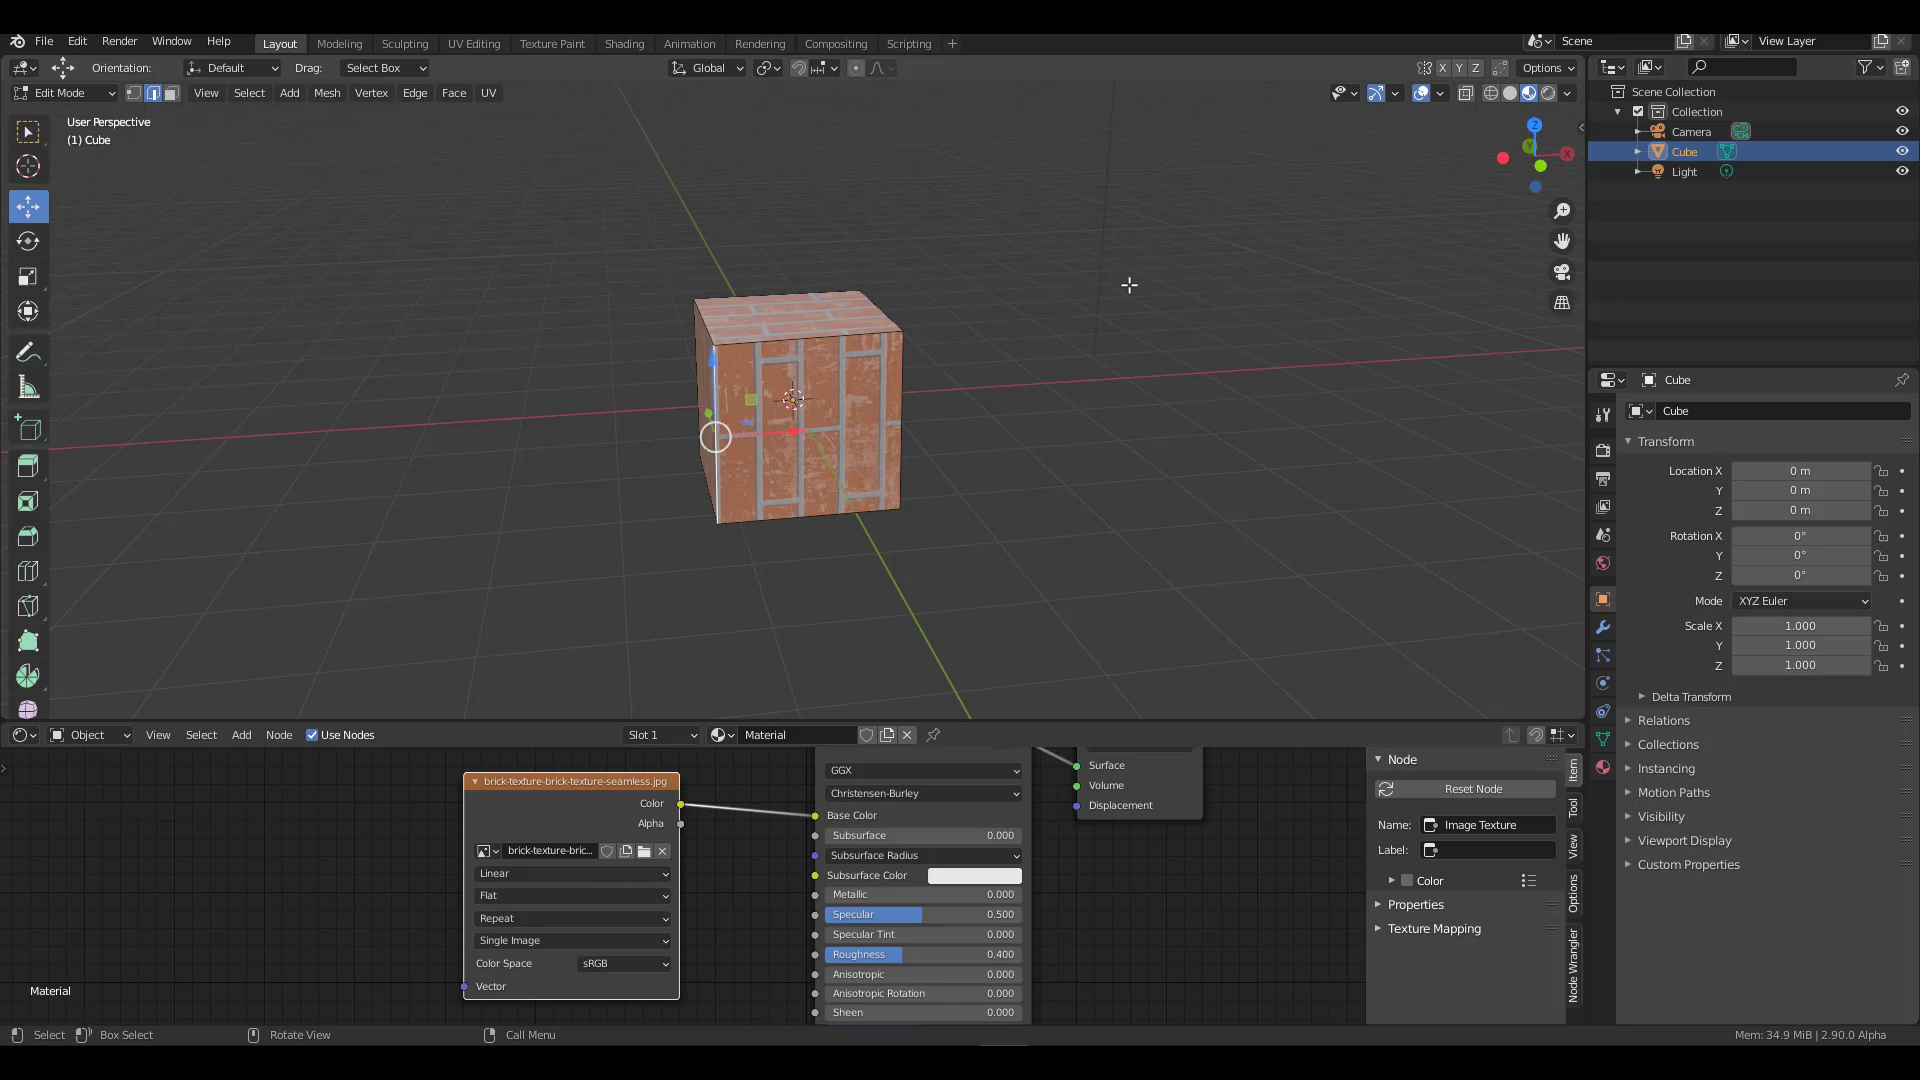 File Edit Render Window Help Layout Modeling Sculpting UV Editing Texture Paint Shading Animation Rendering Compositing Scripting + Scene View Layer
Orientation: Default Drag: Select Box Global X Y Z Options
Edit Mode View Select Add Mesh Vertex Edge Face UV
User Perspective
(1) Cube
Z
Y
X
Scene Collection
Collection
Camera
Cube
Light
Cube
Cube
Transform
Location X 0 m
Y 0 m
Z 0 m
Rotation X 0°
Y 0°
Z 0°
Mode XYZ Euler
Scale X 1.000
Y 1.000
Z 1.000
Delta Transform
Relations
Collections
Instancing
Motion Paths
Visibility
Viewport Display
Custom Properties
Object View Select Add Node Use Nodes Slot 1 Material
brick-texture-brick-texture-seamless.jpg
Color
Alpha
brick-texture-bric...
Linear
Flat
Repeat
Single Image
Color Space sRGB
Vector
GGX
Christensen-Burley
Base Color
Subsurface 0.000
Subsurface Radius
Subsurface Color
Metallic 0.000
Specular 0.500
Specular Tint 0.000
Roughness 0.400
Anisotropic 0.000
Anisotropic Rotation 0.000
Sheen 0.000
Surface
Volume
Displacement
Node
Reset Node
Name: Image Texture
Label:
Color
Properties
Texture Mapping
Item
Tool
View
Options
Node Wrangler
Material
Select Box Select Rotate View Call Menu Mem: 34.9 MiB | 2.90.0 Alpha